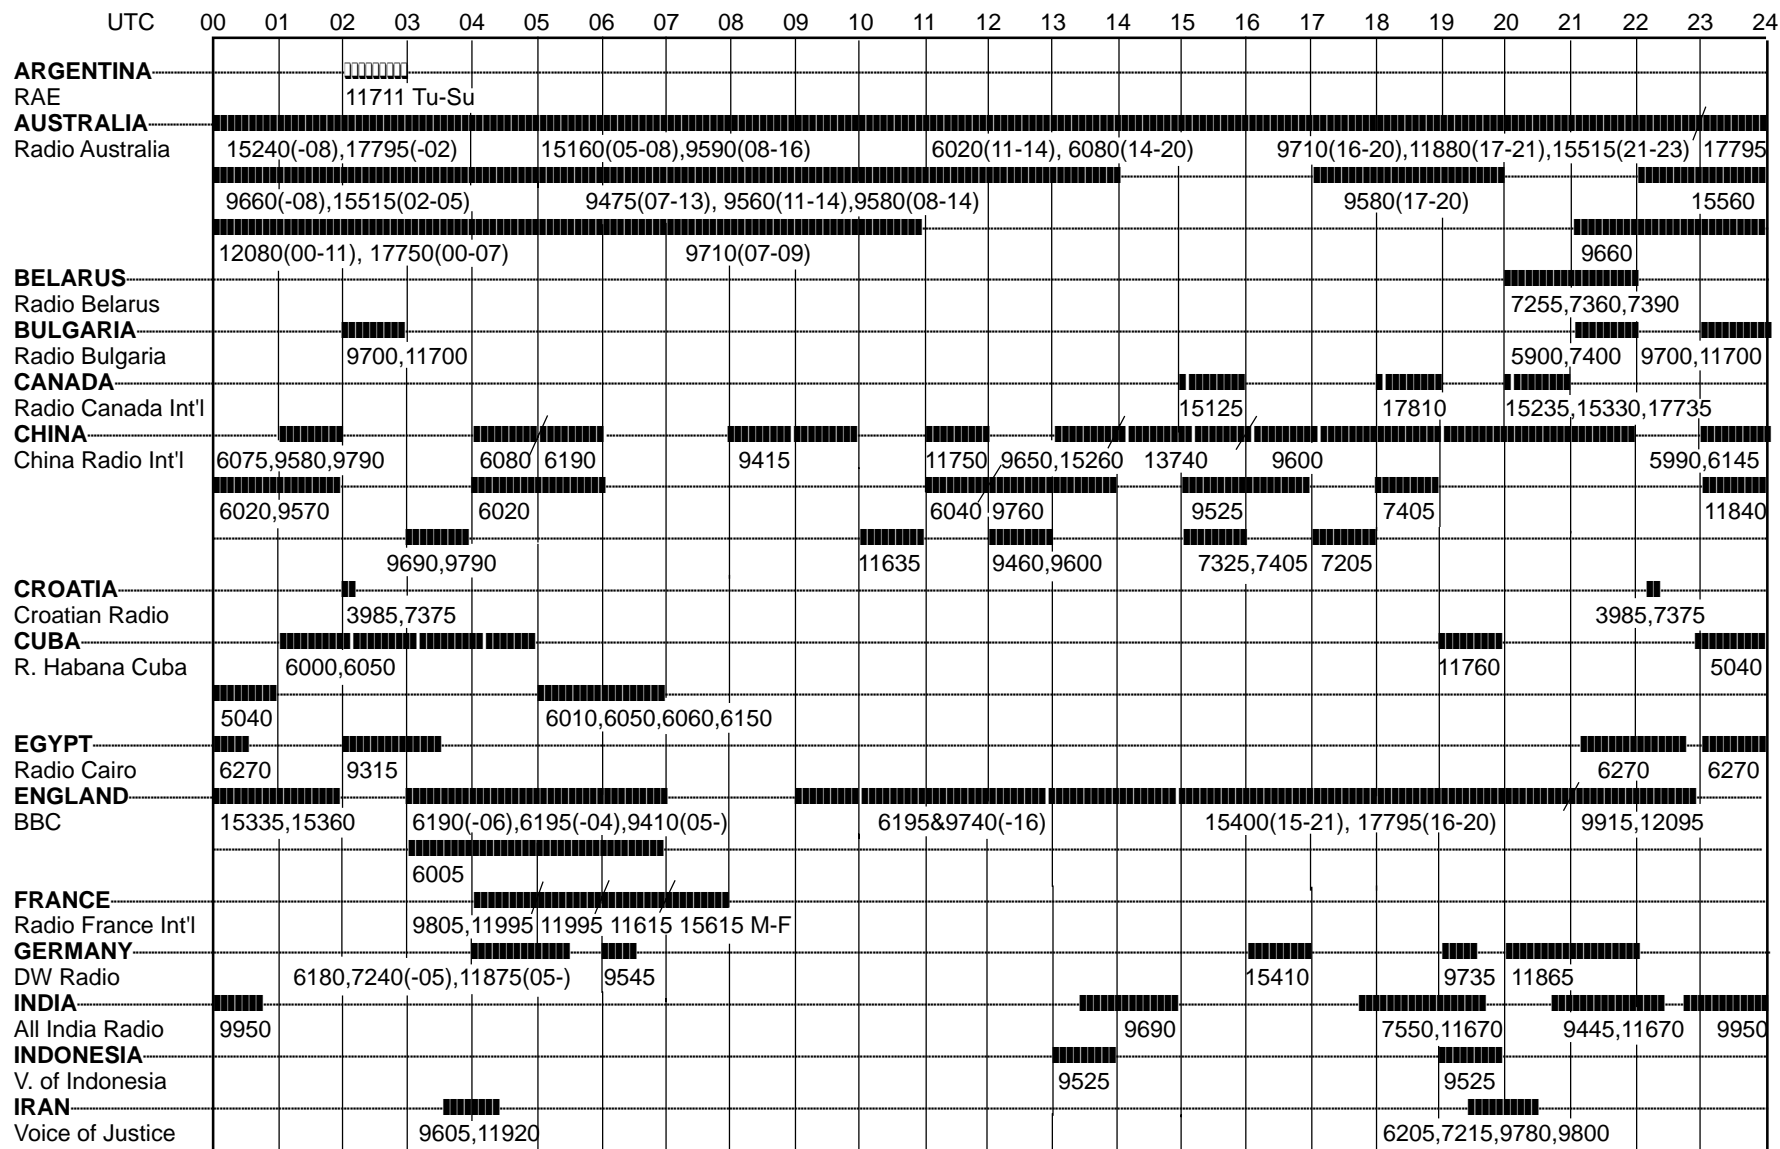 UTC 00 01 02 03 04 05 06 07 08 09 10 11 12 13 14 15 16 17 18 19 20 21 22 23 24
ARGENTINA
RAE 11711 Tu-Su
AUSTRALIA
Radio Australia 15240(-08),17795(-02) 15160(05-08),9590(08-16) 6020(11-14), 6080(14-20) 9710(16-20),11880(17-21),15515(21-23) 17795
9660(-08),15515(02-05) 9475(07-13), 9560(11-14),9580(08-14) 9580(17-20) 15560
12080(00-11), 17750(00-07) 9710(07-09) 9660
BELARUS
Radio Belarus 7255,7360,7390
BULGARIA
Radio Bulgaria 9700,11700 5900,7400 9700,11700
CANADA
Radio Canada Int'l 15125 17810 15235,15330,17735
CHINA
China Radio Int'l 6075,9580,9790 6080 6190 9415 11750 9650,15260 13740 9600 5990,6145
6020,9570 6020 6040 9760 9525 7405 11840
9690,9790 11635 9460,9600 7325,7405 7205
CROATIA
Croatian Radio 3985,7375 3985,7375
CUBA
R. Habana Cuba 6000,6050 11760 5040
5040 6010,6050,6060,6150
EGYPT
Radio Cairo 6270 9315 6270 6270
ENGLAND
BBC 15335,15360 6190(-06),6195(-04),9410(05-) 6195&9740(-16) 15400(15-21), 17795(16-20) 9915,12095
6005
FRANCE
Radio France Int'l 9805,11995 11995 11615 15615 M-F
GERMANY
DW Radio 6180,7240(-05),11875(05-) 9545 15410 9735 11865
INDIA
All India Radio 9950 9690 7550,11670 9445,11670 9950
INDONESIA
V. of Indonesia 9525 9525
IRAN
Voice of Justice 9605,11920 6205,7215,9780,9800